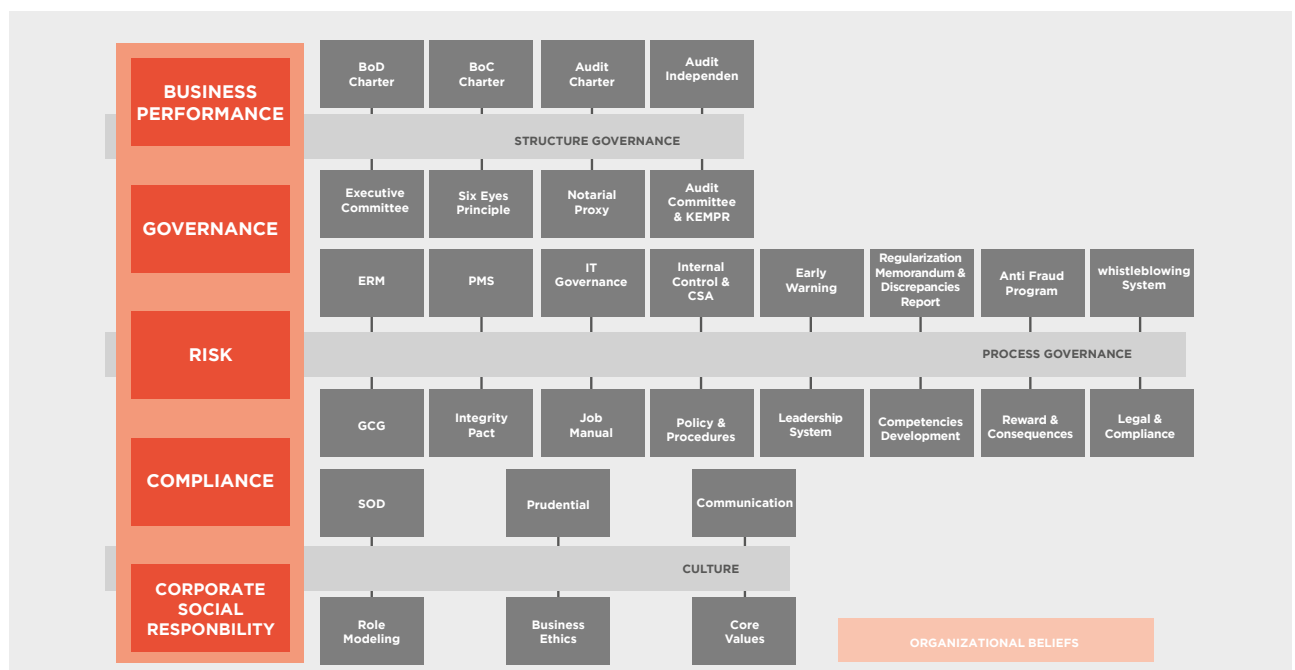 BUSINESS
PERFORMANCE
GOVERNANCE
RISK
COMPLIANCE
CORPORATE
SOCIAL
RESPONBILITY
BoD
Charter
BoC
Charter
Audit
Charter
Audit
Independen
STRUCTURE GOVERNANCE
Executive
Committee
Six Eyes
Principle
Notarial
Proxy
Audit
Committee
& KEMPR
ERM
PMS
IT
Governance
Internal
Control &
CSA
Early
Warning
Regularization
Memorandum &
Discrepancies
Report
Anti Fraud
Program
whistleblowing
System
PROCESS GOVERNANCE
GCG
Integrity
Pact
Job
Manual
Policy &
Procedures
Leadership
System
Competencies
Development
Reward &
Consequences
Legal &
Compliance
SOD
Prudential
Communication
CULTURE
Role
Modeling
Business
Ethics
Core
Values
ORGANIZATIONAL BELIEFS